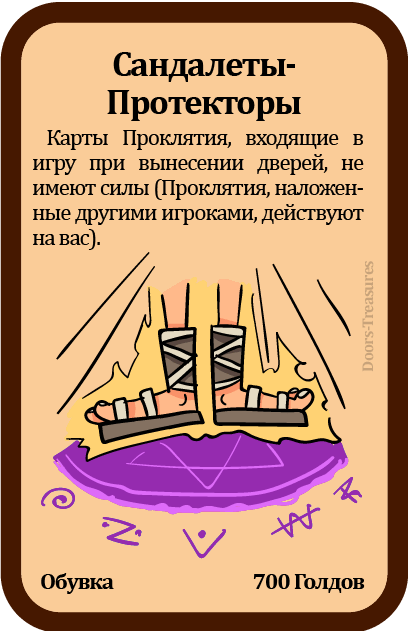 Сандалеты-
Протекторы
Карты Проклятия, входящие в
игру при вынесении дверей, не
имеют силы (Проклятия, наложен-
ные другими игроками, действуют
на вас).
Doors-Treasures
Обувка
700 Голдов